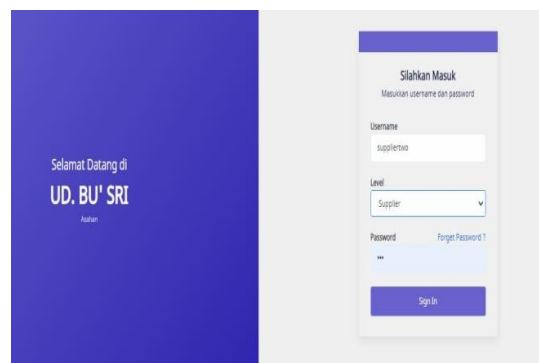 Selamat Datang di
UD. BU' SRI
Asahan
Silahkan Masuk
Masukkan username dan password
Username
suppliertwo
Level
Supplier
Password Forget Password ?
•••
Sign In